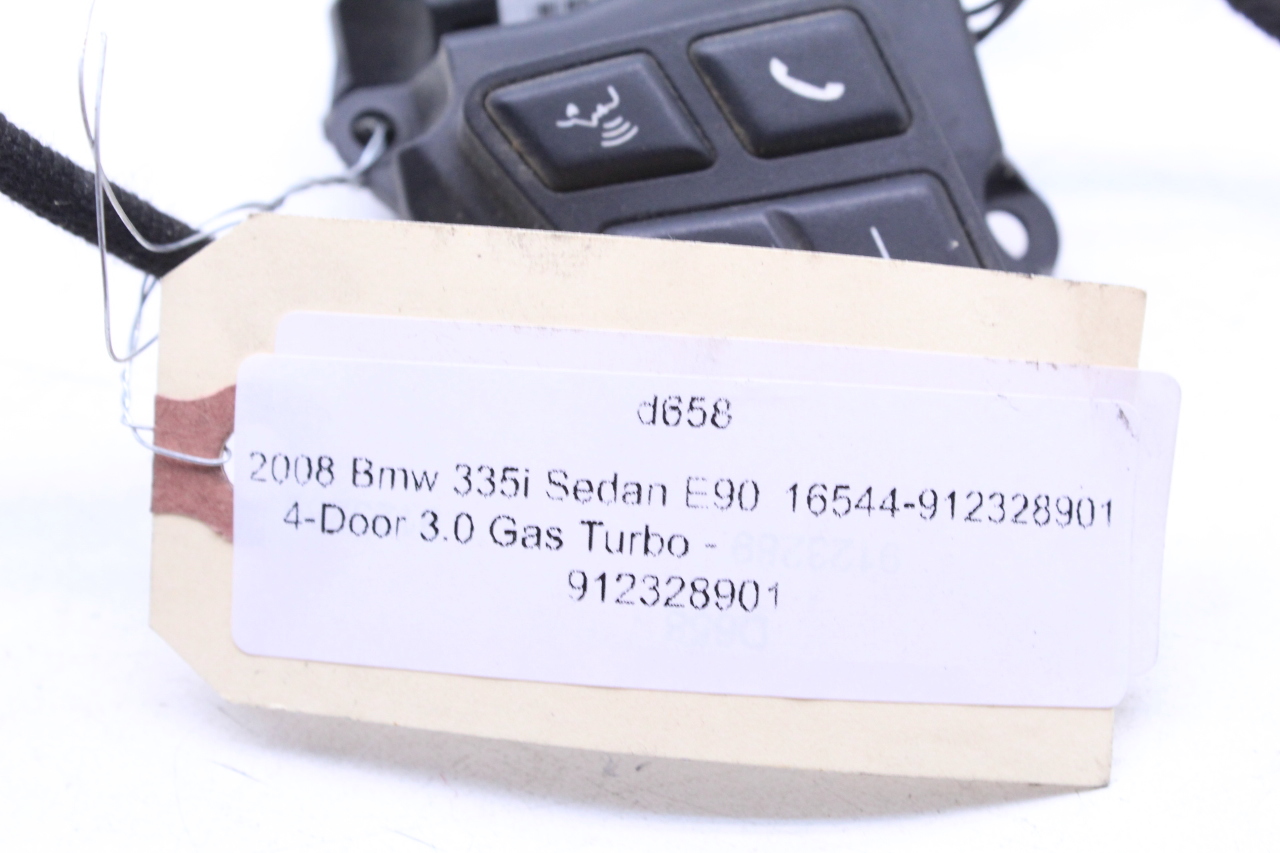 d658
2008 Bmw 335i Sedan E90 16544-912328901
4-Door 3.0 Gas Turbo -
912328901